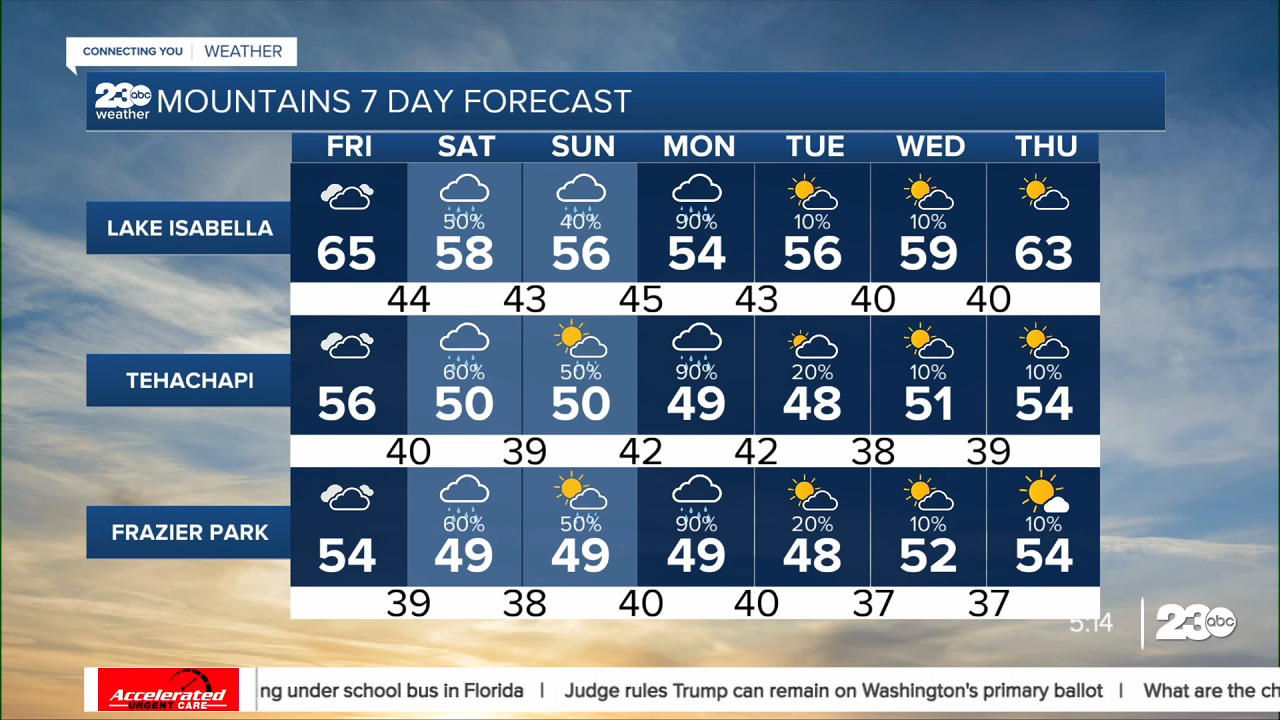 CONNECTING YOU | WEATHER
23 abc
weather
MOUNTAINS 7 DAY FORECAST
FRI SAT SUN MON TUE WED THU
LAKE ISABELLA
50% 40% 90% 10% 10%
65 58 56 54 56 59 63
44 43 45 43 40 40
TEHACHAPI
60% 50% 90% 20% 10% 10%
56 50 50 49 48 51 54
40 39 42 42 38 39
FRAZIER PARK
60% 50% 90% 20% 10% 10%
54 49 49 49 48 52 54
39 38 40 40 37 37
5:14
23 abc
Accelerated
URGENT CARE
ng under school bus in Florida | Judge rules Trump can remain on Washington's primary ballot | What are the ch